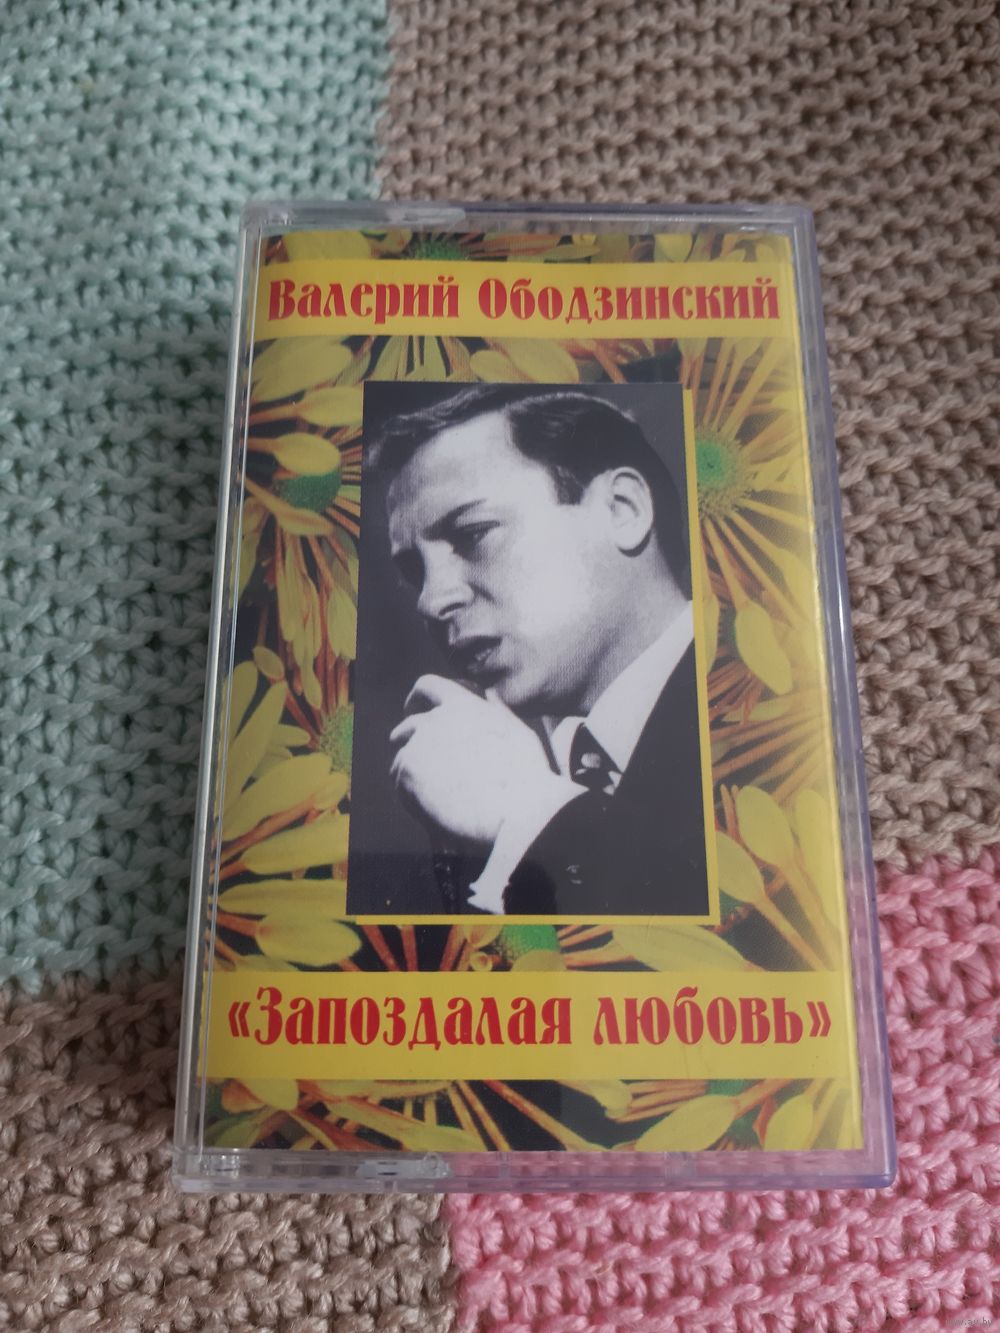 Валерий Ободзинский
«Запоздалая любовь»